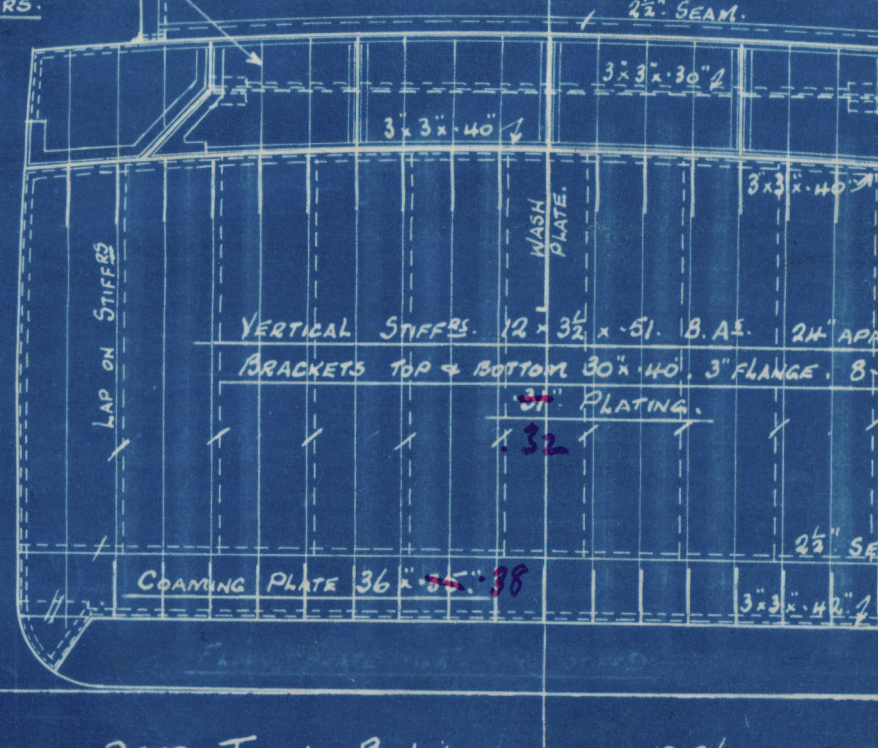 RS.
2½" SEAM.
3"x3"x·30"
3"x3"x·40"
3"x3"x·40"
WASH
PLATE.
LAP ON STIFFRS
VERTICAL STIFFRS. 12 x 3½ x ·51. B.AS. 24" APA
BRACKETS TOP & BOTTOM 30"x·40". 3" FLANGE. 8-
·31" PLATING.
·32
2½" SE
COAMING PLATE 36"x ·38
3"x3"x·42"